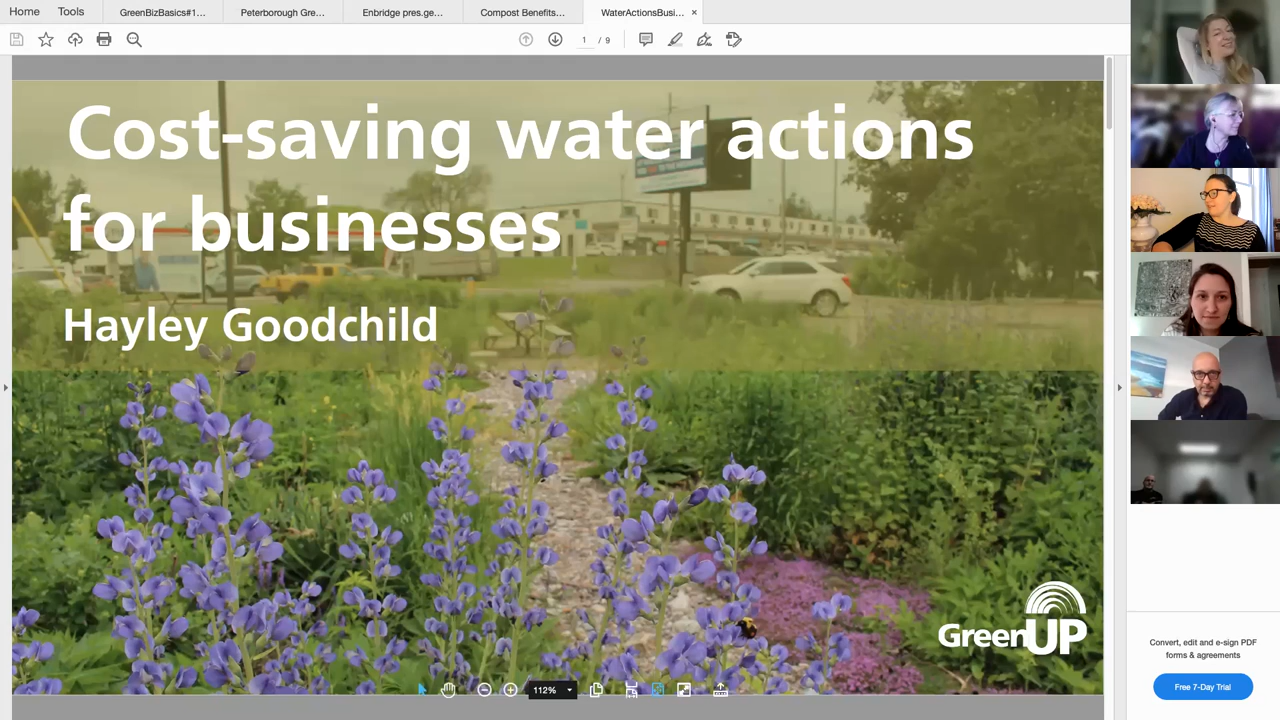 Home Tools GreenBizBasics#1... Peterborough Gre... Enbridge pres.ge... Compost Benefits... WaterActionsBusi... ×
1 / 9
Cost-saving water actions
for businesses
Hayley Goodchild
GreenUP
Convert, edit and e-sign PDF
forms & agreements
Free 7-Day Trial
112%